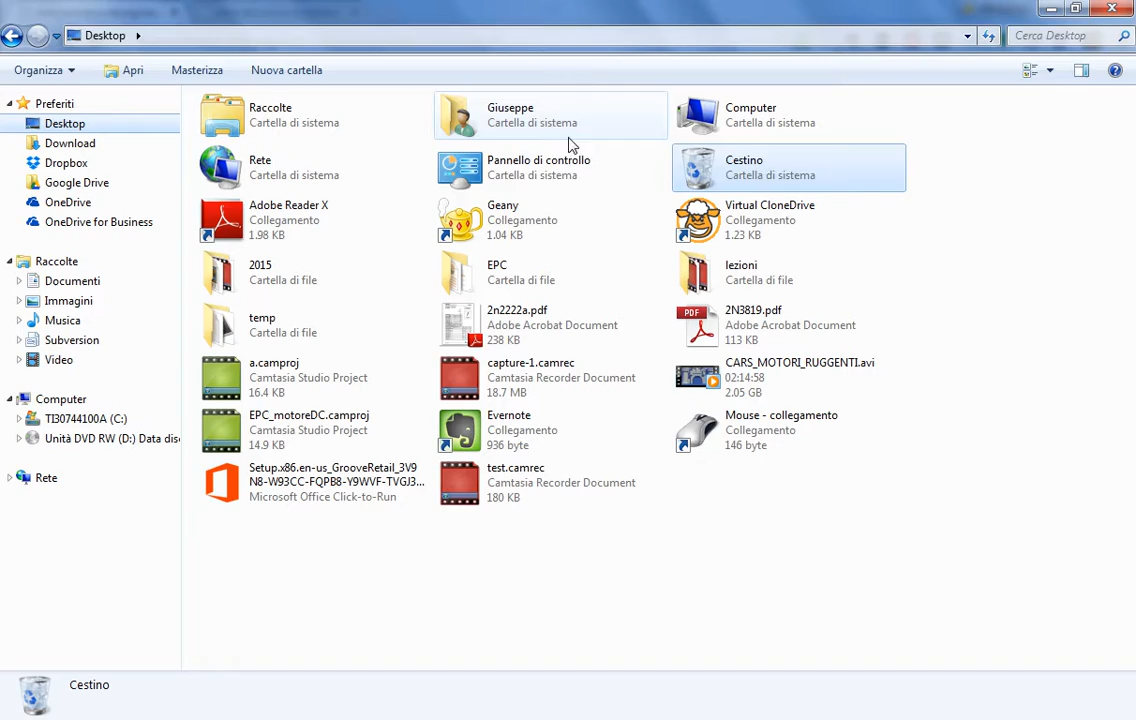 Desktop
Cerca Desktop
Organizza
Apri
Masterizza
Nuova cartella
Preferiti
Desktop
Download
Dropbox
Google Drive
OneDrive
OneDrive for Business
Raccolte
Documenti
Immagini
Musica
Subversion
Video
Computer
TI30744100A (C:)
Unità DVD RW (D:) Data disc
Rete
Raccolte
Cartella di sistema
Giuseppe
Cartella di sistema
Computer
Cartella di sistema
Rete
Cartella di sistema
Pannello di controllo
Cartella di sistema
Cestino
Cartella di sistema
Adobe Reader X
Collegamento
1.98 KB
Geany
Collegamento
1.04 KB
Virtual CloneDrive
Collegamento
1.23 KB
2015
Cartella di file
EPC
Cartella di file
lezioni
Cartella di file
temp
Cartella di file
2n2222a.pdf
Adobe Acrobat Document
238 KB
PDF
2N3819.pdf
Adobe Acrobat Document
113 KB
a.camproj
Camtasia Studio Project
16.4 KB
capture-1.camrec
Camtasia Recorder Document
18.7 MB
CARS_MOTORI_RUGGENTI.avi
02:14:58
2.05 GB
EPC_motoreDC.camproj
Camtasia Studio Project
14.9 KB
Evernote
Collegamento
936 byte
Mouse - collegamento
Collegamento
146 byte
Setup.x86.en-us_GrooveRetail_3V9
N8-W93CC-FQPB8-Y9WVF-TVGJ3...
Microsoft Office Click-to-Run
test.camrec
Camtasia Recorder Document
180 KB
Cestino